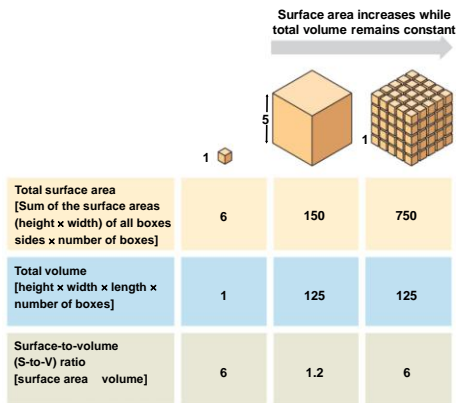 Surface area increases while
total volume remains constant
5
1
1
Total surface area
[Sum of the surface areas
(height × width) of all boxes
sides × number of boxes]
6
150
750
Total volume
[height × width × length ×
number of boxes]
1
125
125
Surface-to-volume
(S-to-V) ratio
[surface area volume]
6
1.2
6